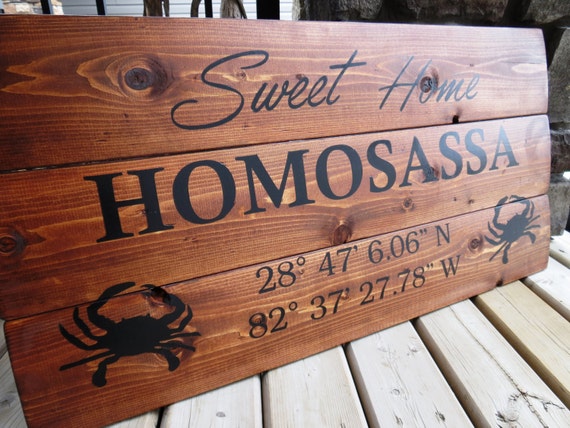 Sweet Home
HOMOSASSA
28° 47' 6.06" N
82° 37' 27.78" W